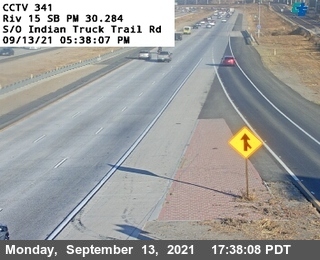 CCTV 341
Riv 15 SB PM 30.284
S/O Indian Truck Trail Rd
09/13/21 05:38:07 PM
Monday, September 13, 2021 17:38:08 PDT